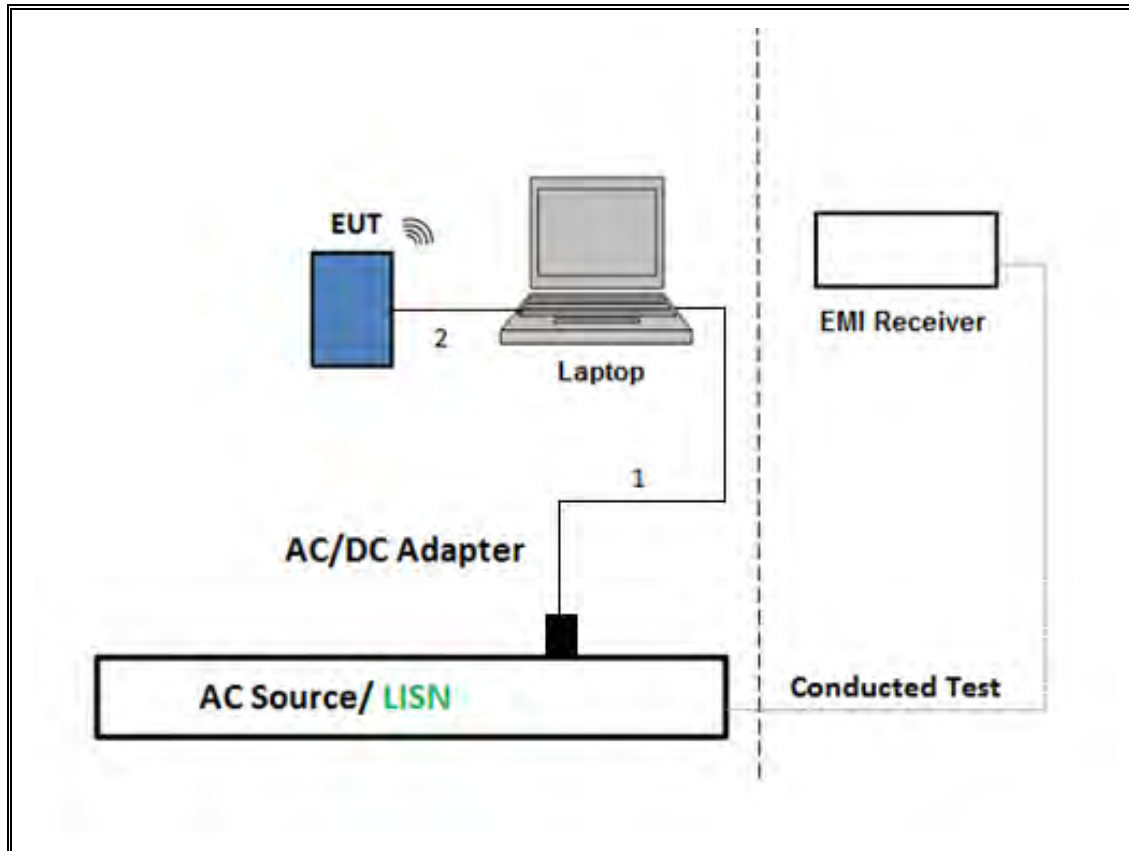 EUT
2
Laptop
EMI Receiver
1
AC/DC Adapter
AC Source/ LISN
Conducted Test